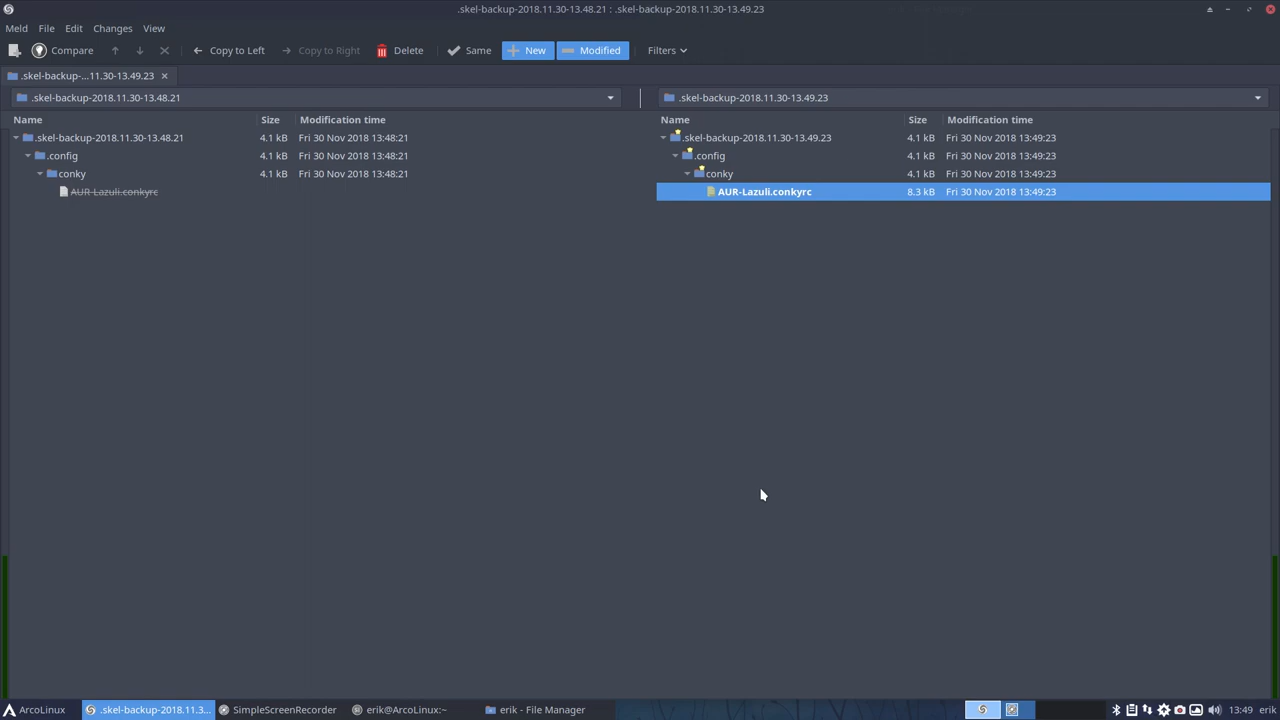 .skel-backup-2018.11.30-13.48.21 : .skel-backup-2018.11.30-13.49.23
Meld File Edit Changes View
Compare Copy to Left Copy to Right Delete Same New Modified Filters
.skel-backup-...11.30-13.49.23
.skel-backup-2018.11.30-13.48.21 .skel-backup-2018.11.30-13.49.23
Name Size Modification time Name Size Modification time
.skel-backup-2018.11.30-13.48.21 4.1 kB Fri 30 Nov 2018 13:48:21 .skel-backup-2018.11.30-13.49.23 4.1 kB Fri 30 Nov 2018 13:49:23
.config 4.1 kB Fri 30 Nov 2018 13:48:21 .config 4.1 kB Fri 30 Nov 2018 13:49:23
conky 4.1 kB Fri 30 Nov 2018 13:48:21 conky 4.1 kB Fri 30 Nov 2018 13:49:23
AUR-Lazuli.conkyrc AUR-Lazuli.conkyrc 8.3 kB Fri 30 Nov 2018 13:49:23
ArcoLinux .skel-backup-2018.11.3... SimpleScreenRecorder erik@ArcoLinux:~ erik - File Manager 13:49 erik